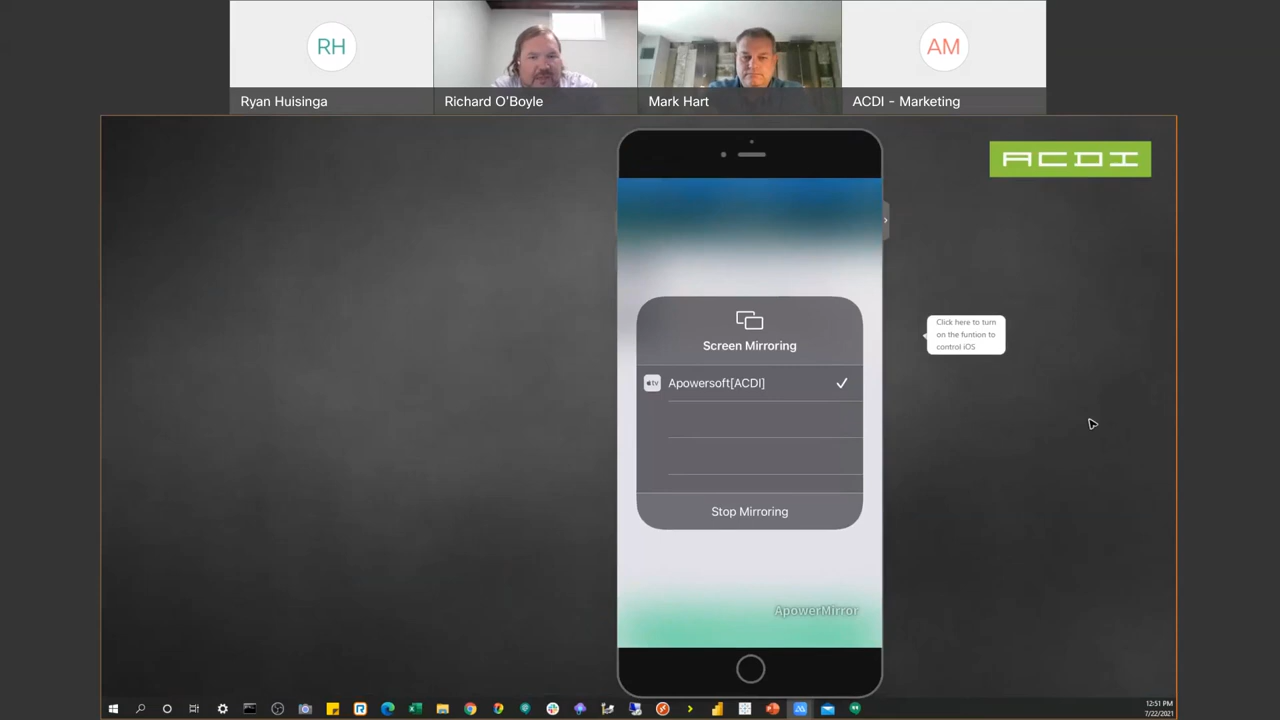 RH
AM
Ryan Huisinga
Richard O'Boyle
Mark Hart
ACDI - Marketing
ACDI
Click here to turn
on the funtion to
control iOS
Screen Mirroring
tv
Apowersoft[ACDI]
Stop Mirroring
ApowerMirror
12:51 PM
7/22/2021